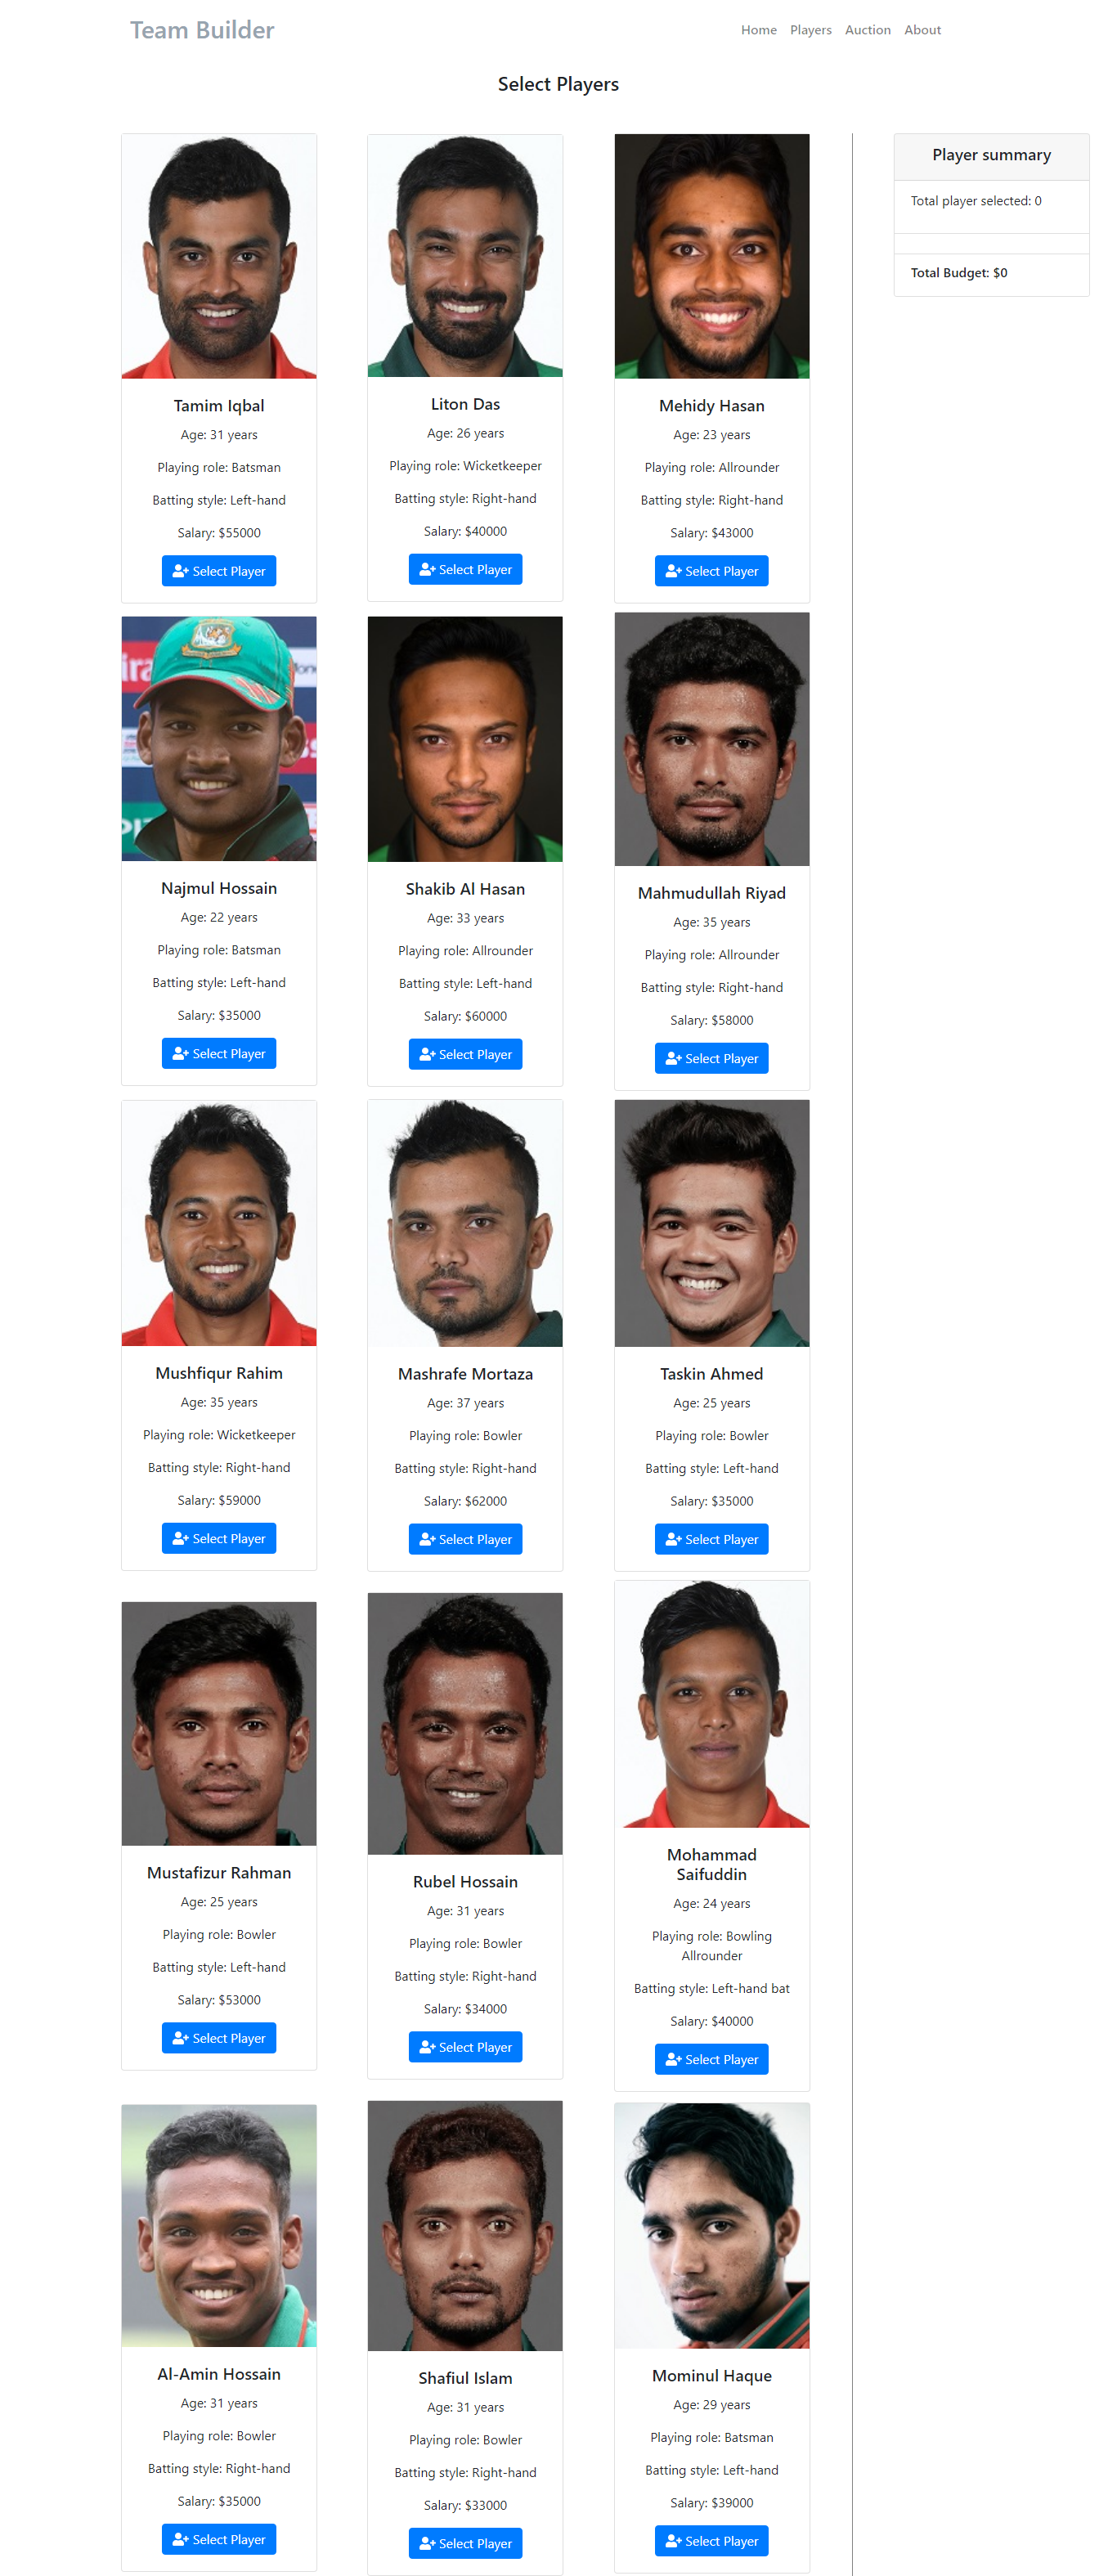 Team Builder
Home Players Auction About
Select Players
Tamim Iqbal
Age: 31 years
Playing role: Batsman
Batting style: Left-hand
Salary: $55000
Select Player
Liton Das
Age: 26 years
Playing role: Wicketkeeper
Batting style: Right-hand
Salary: $40000
Select Player
Mehidy Hasan
Age: 23 years
Playing role: Allrounder
Batting style: Right-hand
Salary: $43000
Select Player
Player summary
Total player selected: 0
Total Budget: $0
Najmul Hossain
Age: 22 years
Playing role: Batsman
Batting style: Left-hand
Salary: $35000
Select Player
Shakib Al Hasan
Age: 33 years
Playing role: Allrounder
Batting style: Left-hand
Salary: $60000
Select Player
Mahmudullah Riyad
Age: 35 years
Playing role: Allrounder
Batting style: Right-hand
Salary: $58000
Select Player
Mushfiqur Rahim
Age: 35 years
Playing role: Wicketkeeper
Batting style: Right-hand
Salary: $59000
Select Player
Mashrafe Mortaza
Age: 37 years
Playing role: Bowler
Batting style: Right-hand
Salary: $62000
Select Player
Taskin Ahmed
Age: 25 years
Playing role: Bowler
Batting style: Left-hand
Salary: $35000
Select Player
Mustafizur Rahman
Age: 25 years
Playing role: Bowler
Batting style: Left-hand
Salary: $53000
Select Player
Rubel Hossain
Age: 31 years
Playing role: Bowler
Batting style: Right-hand
Salary: $34000
Select Player
Mohammad
Saifuddin
Age: 24 years
Playing role: Bowling
Allrounder
Batting style: Left-hand bat
Salary: $40000
Select Player
Al-Amin Hossain
Age: 31 years
Playing role: Bowler
Batting style: Right-hand
Salary: $35000
Select Player
Shafiul Islam
Age: 31 years
Playing role: Bowler
Batting style: Right-hand
Salary: $33000
Select Player
Mominul Haque
Age: 29 years
Playing role: Batsman
Batting style: Left-hand
Salary: $39000
Select Player